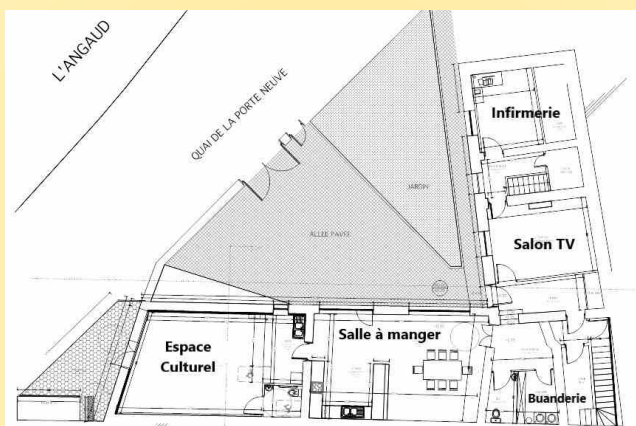 L'ANGAUD
QUAI DE LA PORTE NEUVE
Infirmerie
JARDIN
ALLEE PAVEE
Salon TV
Espace
Culturel
Salle à manger
Buanderie